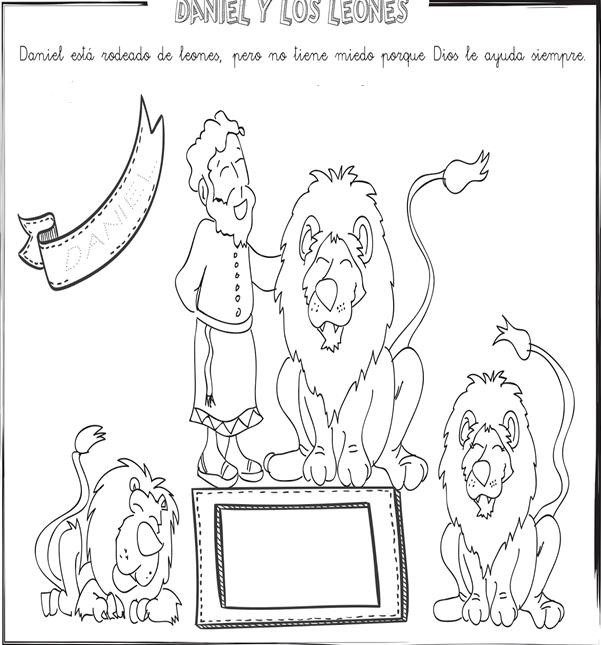 DANIEL Y LOS LEONES
Daniel está rodeado de leones, pero no tiene miedo porque Dios le ayuda siempre.
DANIEL